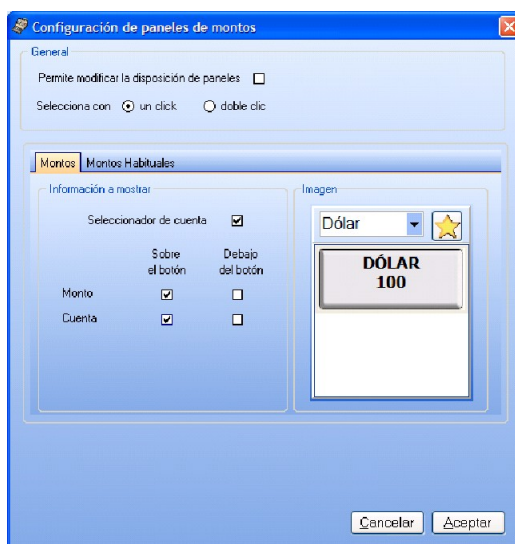 Configuración de paneles de montos
General
Permite modificar la disposición de paneles
Selecciona con un click doble clic
Montos Montos Habituales
Información a mostrar
Seleccionador de cuenta
Sobre el botón
Debajo del botón
Monto
Cuenta
Imagen
Dólar
DÓLAR
100
Cancelar Aceptar